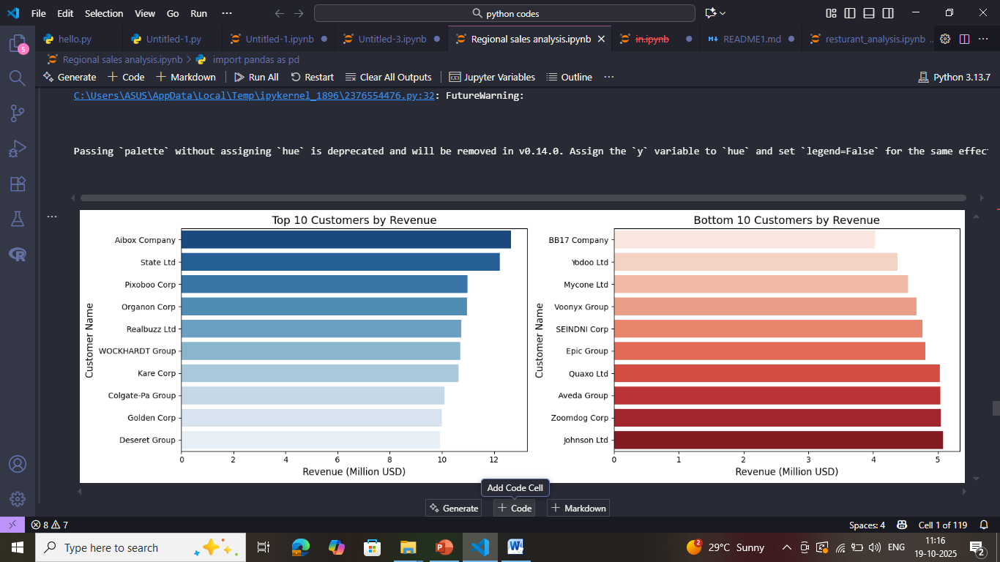 File Edit Selection View Go Run ··· python codes
hello.py Untitled-1.py Untitled-1.ipynb Untitled-3.ipynb Regional sales analysis.ipynb in.ipynb README1.md resturant_analysis.ipynb ...
5
Regional sales analysis.ipynb > import pandas as pd
Generate + Code + Markdown Run All Restart Clear All Outputs Jupyter Variables Outline ··· Python 3.13.7
C:\Users\ASUS\AppData\Local\Temp\ipykernel_1896\2376554476.py:32: FutureWarning:
Passing `palette` without assigning `hue` is deprecated and will be removed in v0.14.0. Assign the `y` variable to `hue` and set `legend=False` for the same effec
Top 10 Customers by Revenue
Customer Name
Aibox Company
State Ltd
Pixoboo Corp
Organon Corp
Realbuzz Ltd
WOCKHARDT Group
Kare Corp
Colgate-Pa Group
Golden Corp
Deseret Group
0 2 4 6 8 10 12
Revenue (Million USD)
Bottom 10 Customers by Revenue
Customer Name
BB17 Company
Yodoo Ltd
Mycone Ltd
Voonyx Group
SEINDNI Corp
Epic Group
Quaxo Ltd
Aveda Group
Zoomdog Corp
Johnson Ltd
0 1 2 3 4 5
Revenue (Million USD)
Add Code Cell
Generate + Code + Markdown
8 7 Spaces: 4 Cell 1 of 119
Type here to search 2 29°C Sunny ENG 11:16
19-10-2025 2